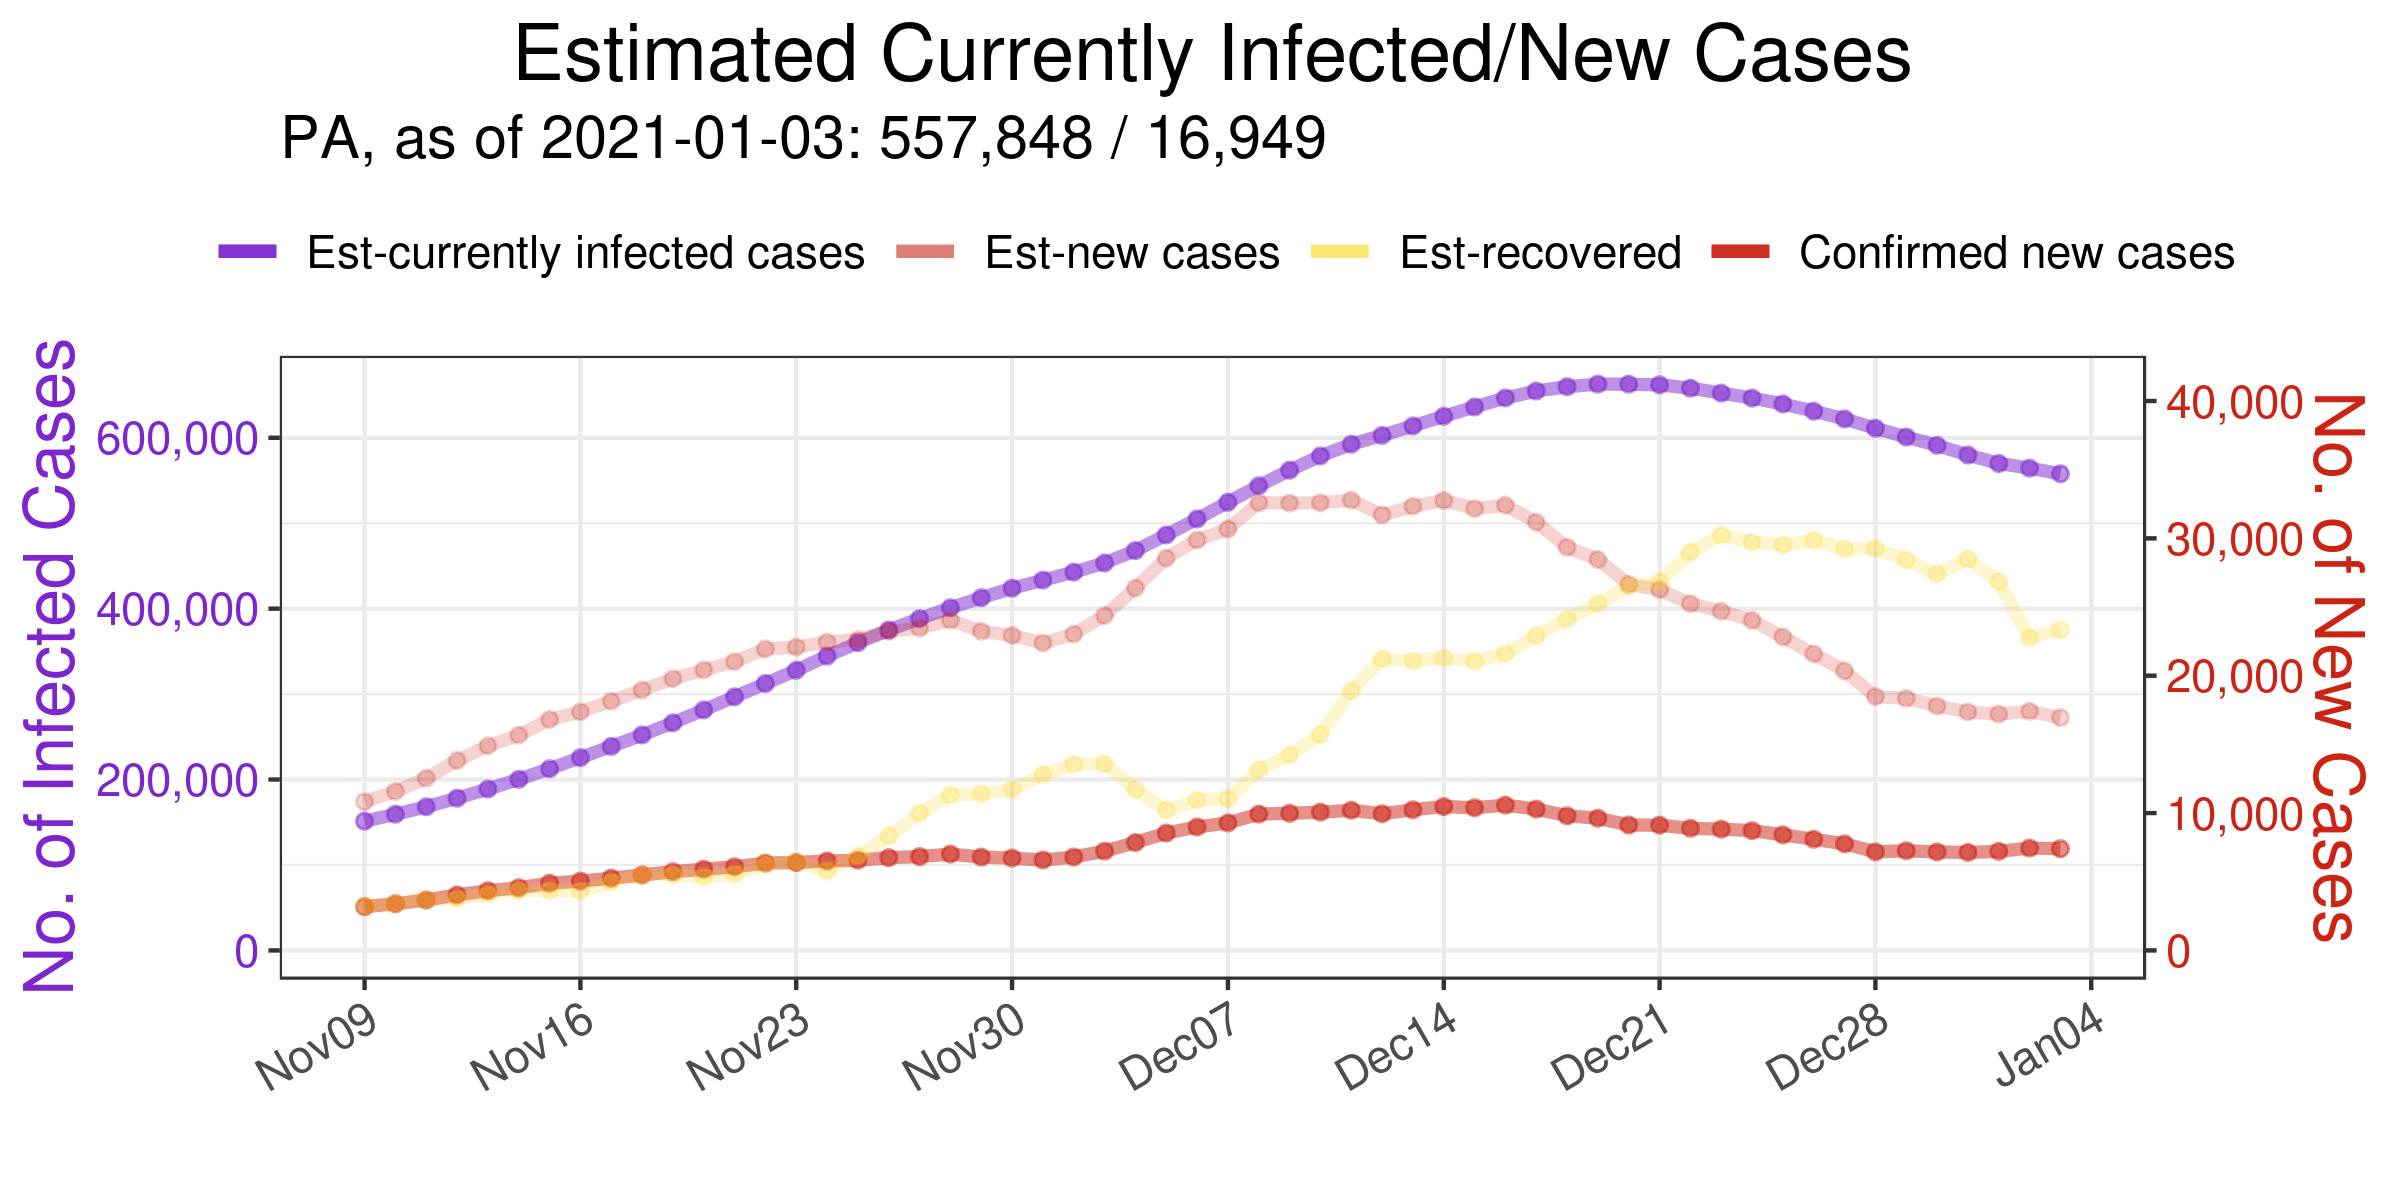 Estimated Currently Infected/New Cases
PA, as of 2021-01-03: 557,848 / 16,949
Est-currently infected cases Est-new cases Est-recovered Confirmed new cases
No. of Infected Cases
600,000
400,000
200,000
0
40,000
30,000
20,000
10,000
0
No. of New Cases
Nov09 Nov16 Nov23 Nov30 Dec07 Dec14 Dec21 Dec28 Jan04